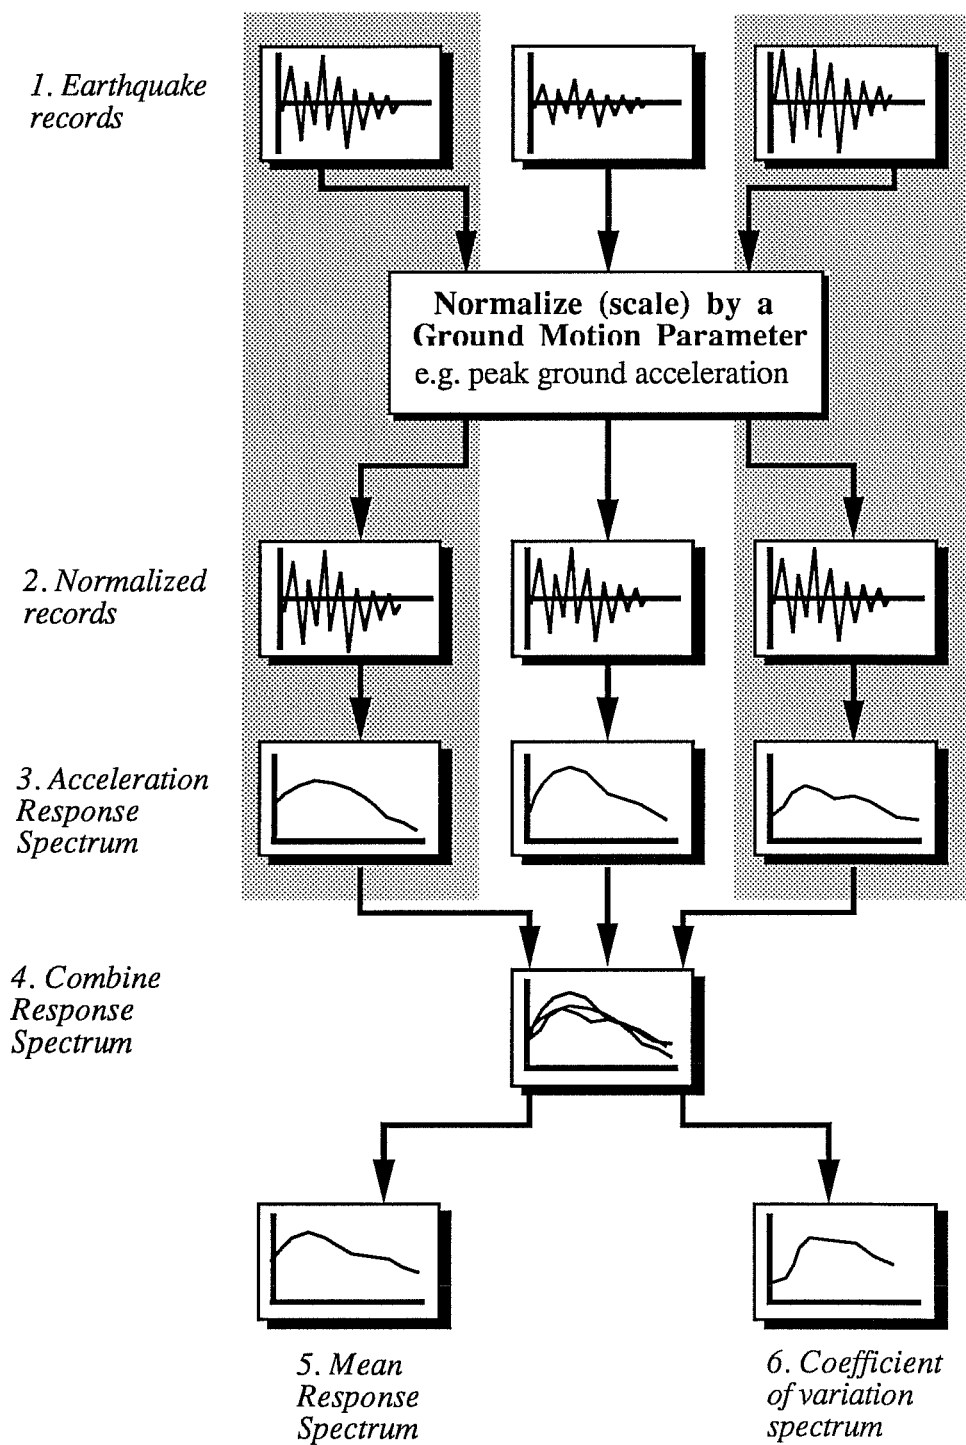 1. Earthquake
records
Normalize (scale) by a
Ground Motion Parameter
e.g. peak ground acceleration
2. Normalized
records
3. Acceleration
Response
Spectrum
4. Combine
Response
Spectrum
5. Mean
Response
Spectrum
6. Coefficient
of variation
spectrum